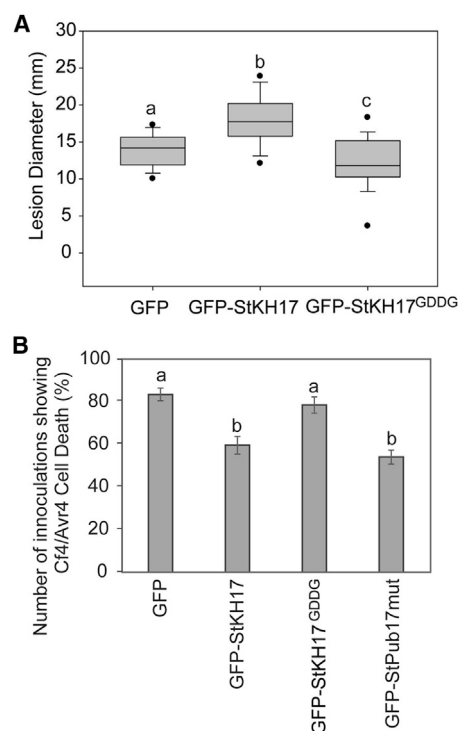 A
Lesion Diameter (mm)
30
25
20
15
10
5
0
a
b
c
GFP
GFP-StKH17
GFP-StKH17GDDG
B
Number of innoculations showing
Cf4/Avr4 Cell Death (%)
100
80
60
40
20
0
a
b
a
b
GFP
GFP-StKH17
GFP-StKH17GDDG
GFP-StPub17mut